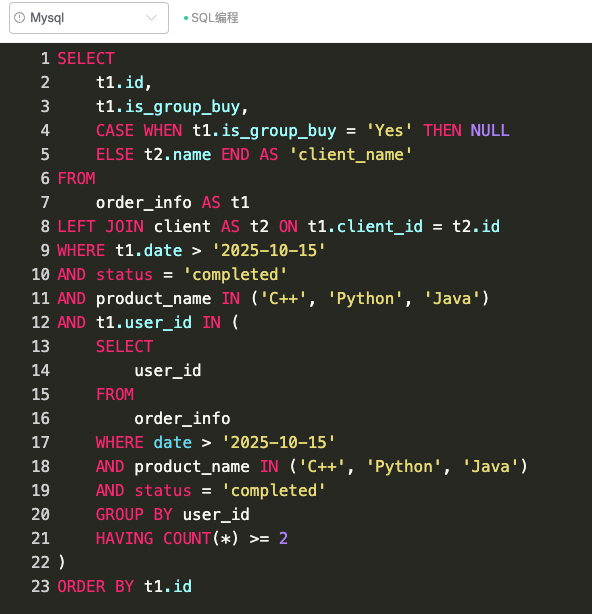 Mysql
SQL编程
1 SELECT
2 t1.id,
3 t1.is_group_buy,
4 CASE WHEN t1.is_group_buy = 'Yes' THEN NULL
5 ELSE t2.name END AS 'client_name'
6 FROM
7 order_info AS t1
8 LEFT JOIN client AS t2 ON t1.client_id = t2.id
9 WHERE t1.date > '2025-10-15'
10 AND status = 'completed'
11 AND product_name IN ('C++', 'Python', 'Java')
12 AND t1.user_id IN (
13 SELECT
14 user_id
15 FROM
16 order_info
17 WHERE date > '2025-10-15'
18 AND product_name IN ('C++', 'Python', 'Java')
19 AND status = 'completed'
20 GROUP BY user_id
21 HAVING COUNT(*) >= 2
22 )
23 ORDER BY t1.id